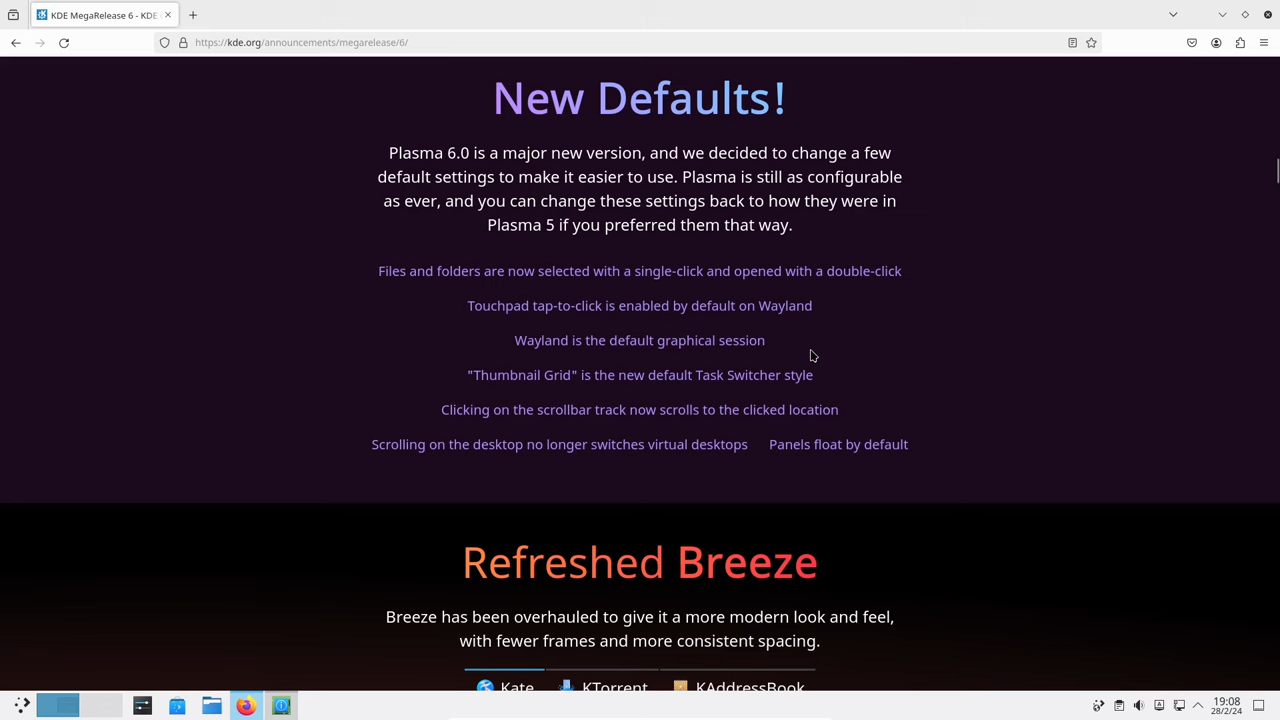 KDE MegaRelease 6 - KDE
https://kde.org/announcements/megarelease/6/
New Defaults!
Plasma 6.0 is a major new version, and we decided to change a few
default settings to make it easier to use. Plasma is still as configurable
as ever, and you can change these settings back to how they were in
Plasma 5 if you preferred them that way.
Files and folders are now selected with a single-click and opened with a double-click
Touchpad tap-to-click is enabled by default on Wayland
Wayland is the default graphical session
"Thumbnail Grid" is the new default Task Switcher style
Clicking on the scrollbar track now scrolls to the clicked location
Scrolling on the desktop no longer switches virtual desktops Panels float by default
Refreshed Breeze
Breeze has been overhauled to give it a more modern look and feel,
with fewer frames and more consistent spacing.
Kate KTorrent KAddressBook
19:08
28/2/24